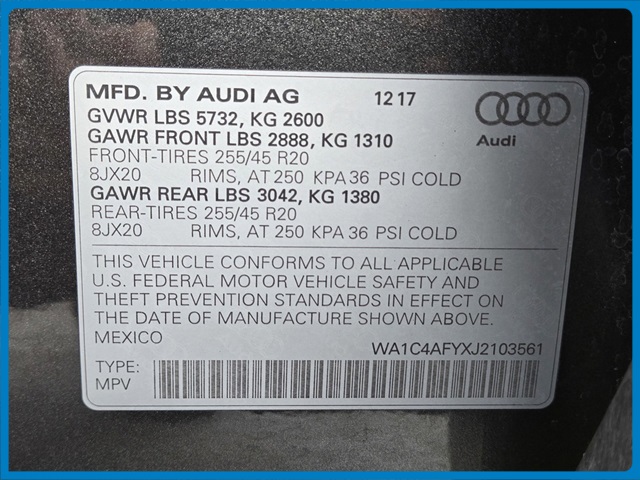 MFD. BY AUDI AG 12 17
GVWR LBS 5732, KG 2600
GAWR FRONT LBS 2888, KG 1310
FRONT-TIRES 255/45 R20
8JX20 RIMS, AT 250 KPA 36 PSI COLD
GAWR REAR LBS 3042, KG 1380
REAR-TIRES 255/45 R20
8JX20 RIMS, AT 250 KPA 36 PSI COLD
Audi
THIS VEHICLE CONFORMS TO ALL APPLICABLE
U.S. FEDERAL MOTOR VEHICLE SAFETY AND
THEFT PREVENTION STANDARDS IN EFFECT ON
THE DATE OF MANUFACTURE SHOWN ABOVE.
MEXICO
WA1C4AFYXJ2103561
TYPE:
MPV